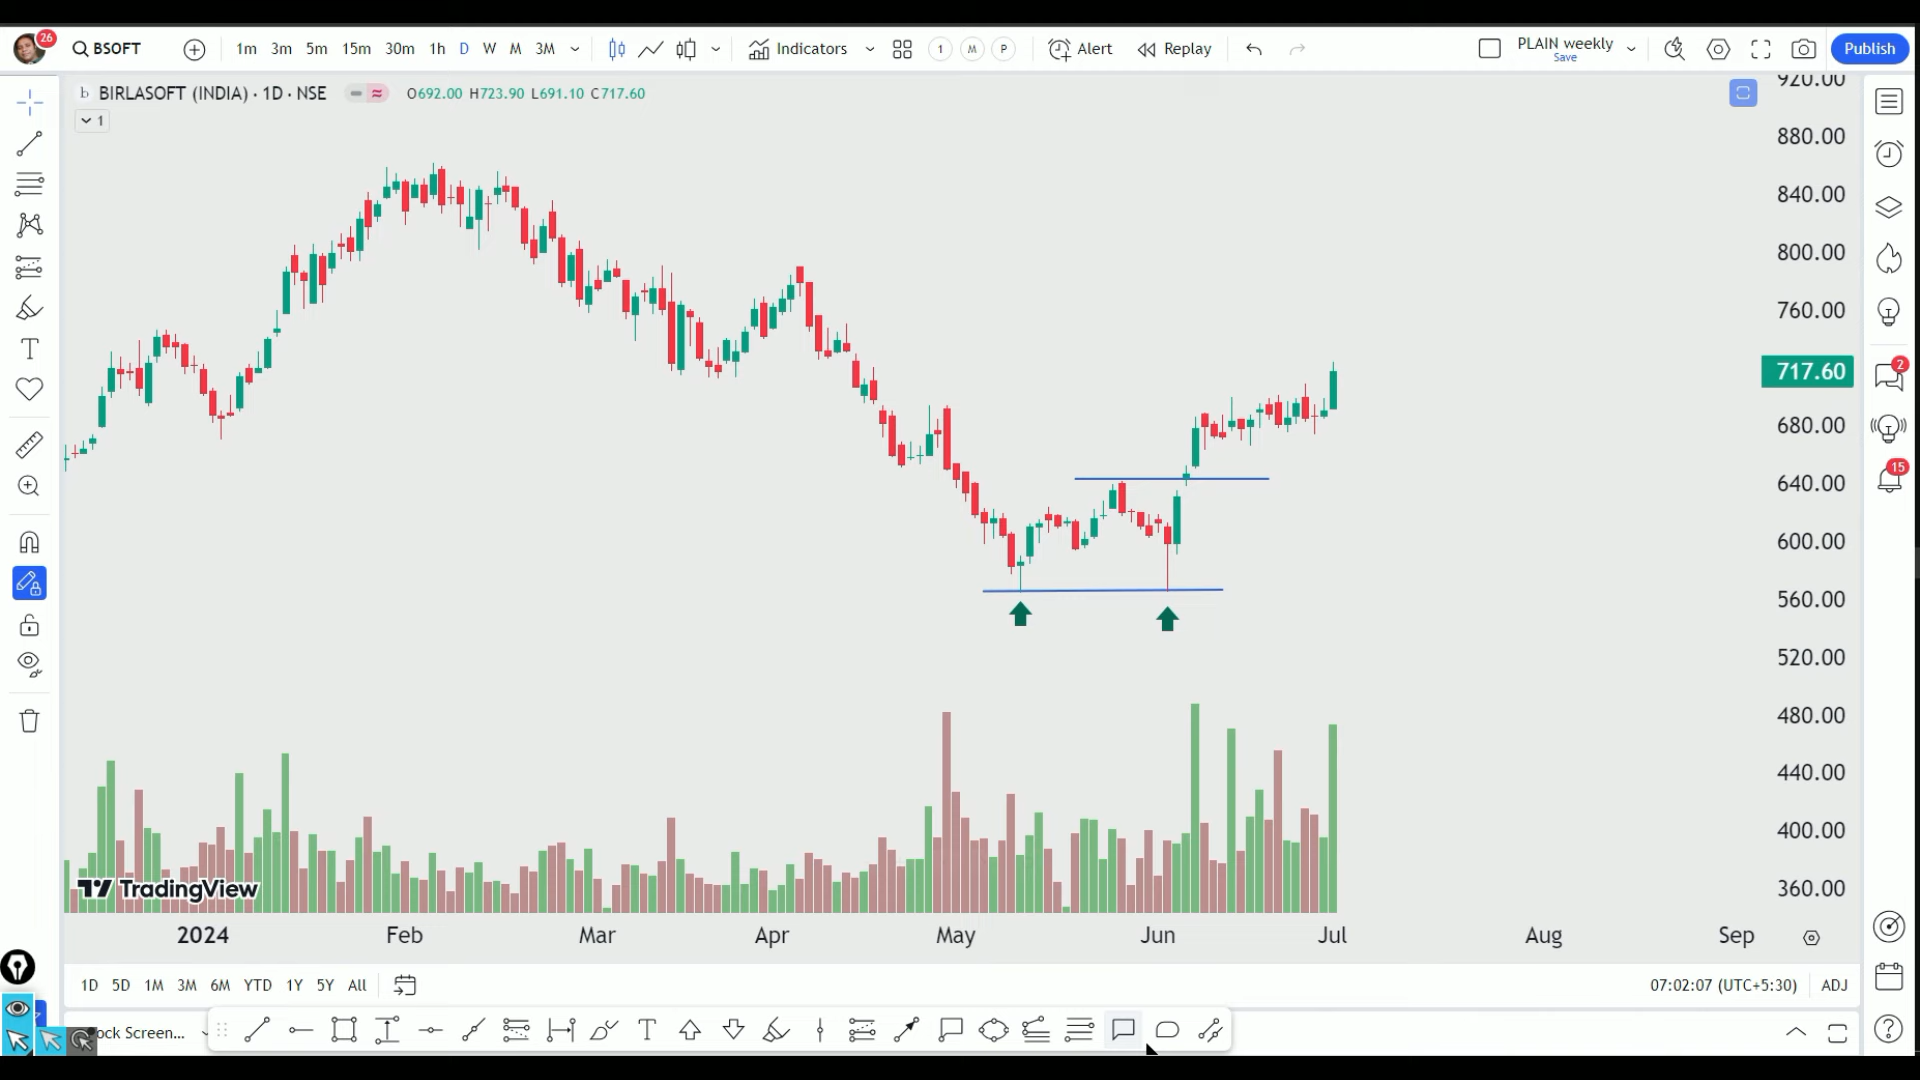 26
BSOFT
1m 3m 5m 15m 30m 1h D W M 3M
Indicators
1 M P
Alert
Replay
PLAIN weekly
Save
Publish
b BIRLASOFT (INDIA) · 1D · NSE
O692.00 H723.90 L691.10 C717.60
1
920.00
880.00
840.00
800.00
760.00
717.60
680.00
640.00
600.00
560.00
520.00
480.00
440.00
400.00
360.00
2
15
TradingView
2024 Feb Mar Apr May Jun Jul Aug Sep
1D 5D 1M 3M 6M YTD 1Y 5Y All
07:02:07 (UTC+5:30) ADJ
ock Screen...